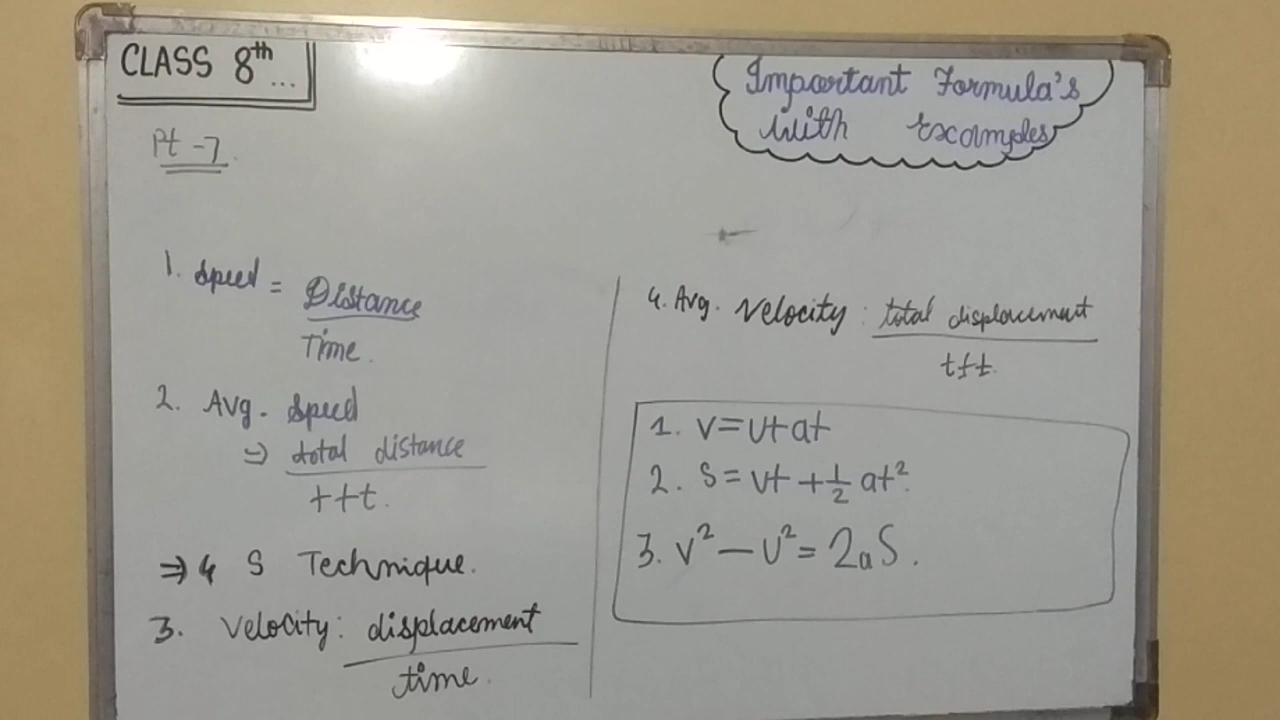 CLASS 8th...
Important Formula's
with Examples
Pt - 7.
1. Speed = Distance
Time.
2. Avg. Speed
⇒ total distance
ttt.
⇒ 4 S Technique.
3. Velocity: displacement
time.
4. Avg. Velocity: total displacement
ttt.
1. V=U+at
2. S=Ut+½at².
3. V²-U²=2aS.